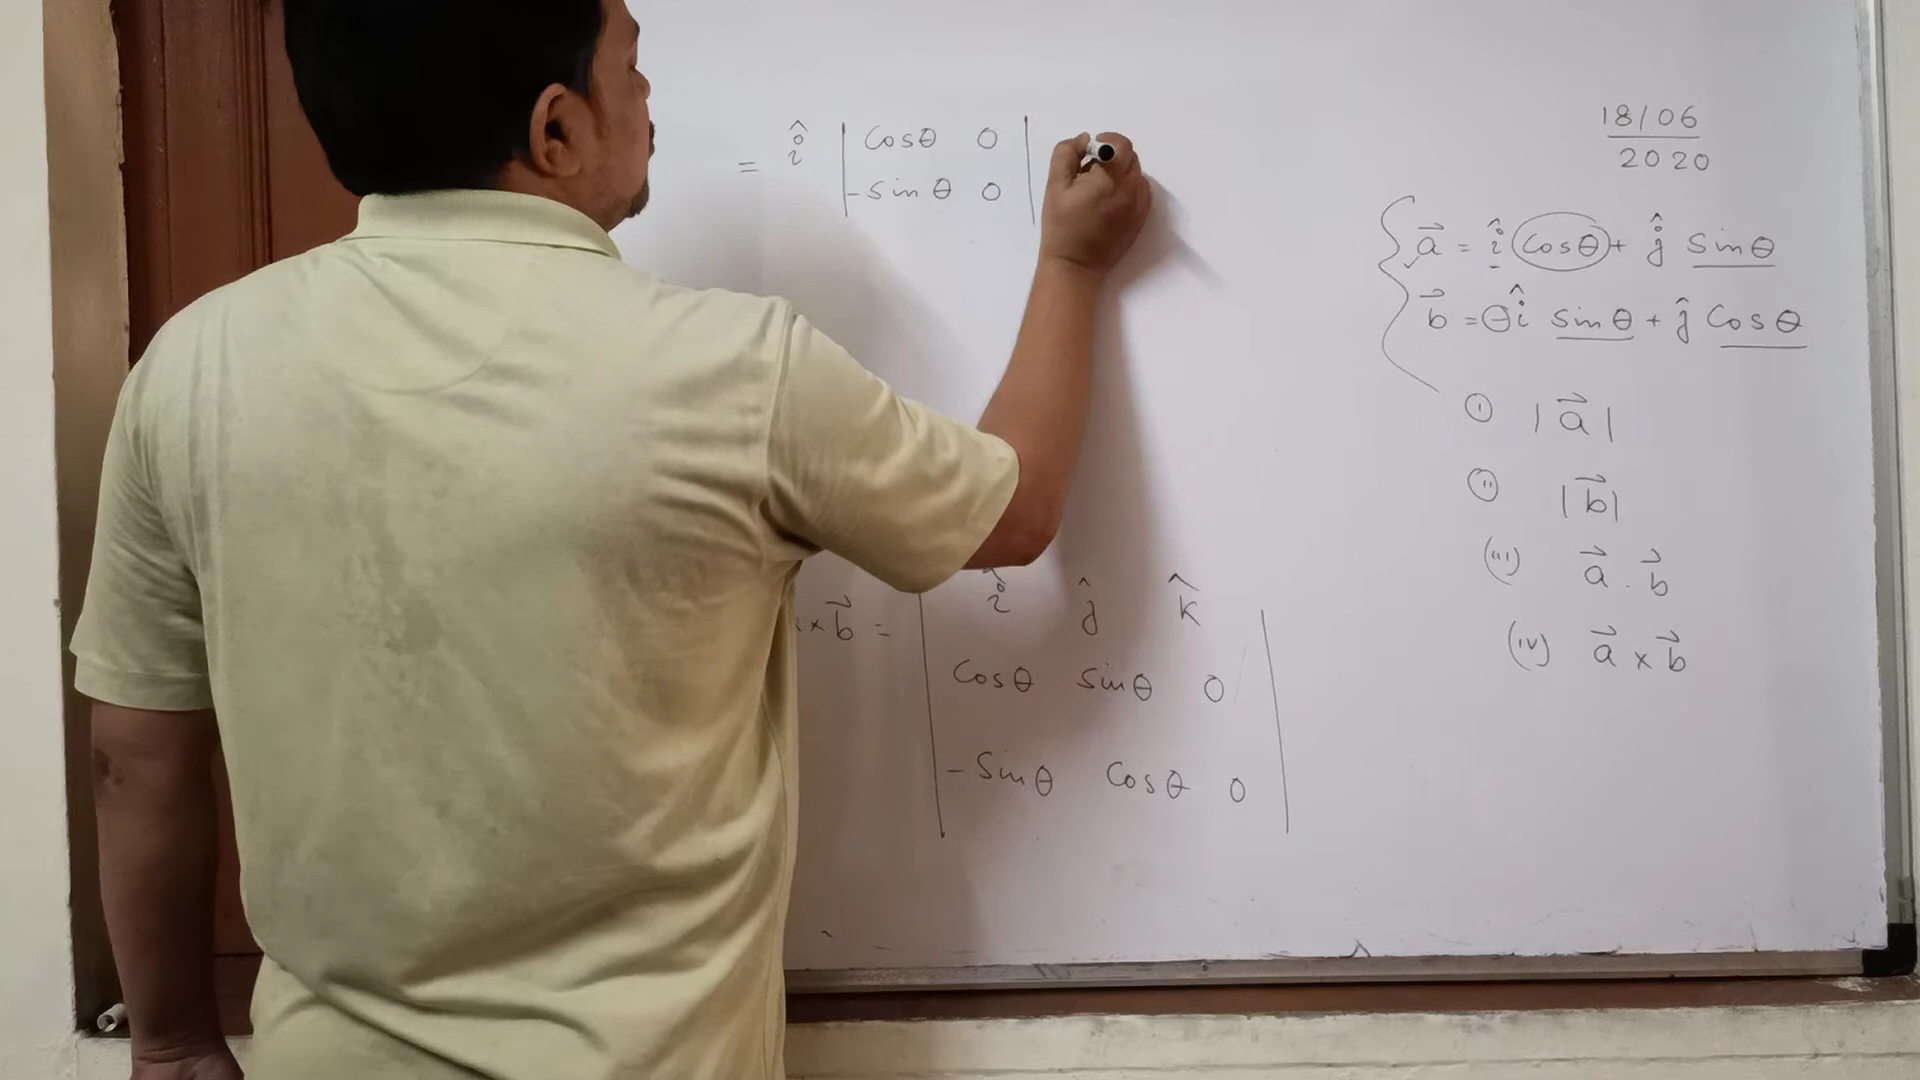 = î | cosθ 0 |
| -sinθ 0 |
18/06
2020
a⃗ = î cosθ + ĵ sinθ
b⃗ = -î sinθ + ĵ cosθ
(i) |a⃗|
(ii) |b⃗|
(iii) a⃗ . b⃗
(iv) a⃗ × b⃗
×b⃗ = | î ĵ k̂ |
cosθ sinθ 0
-sinθ cosθ 0